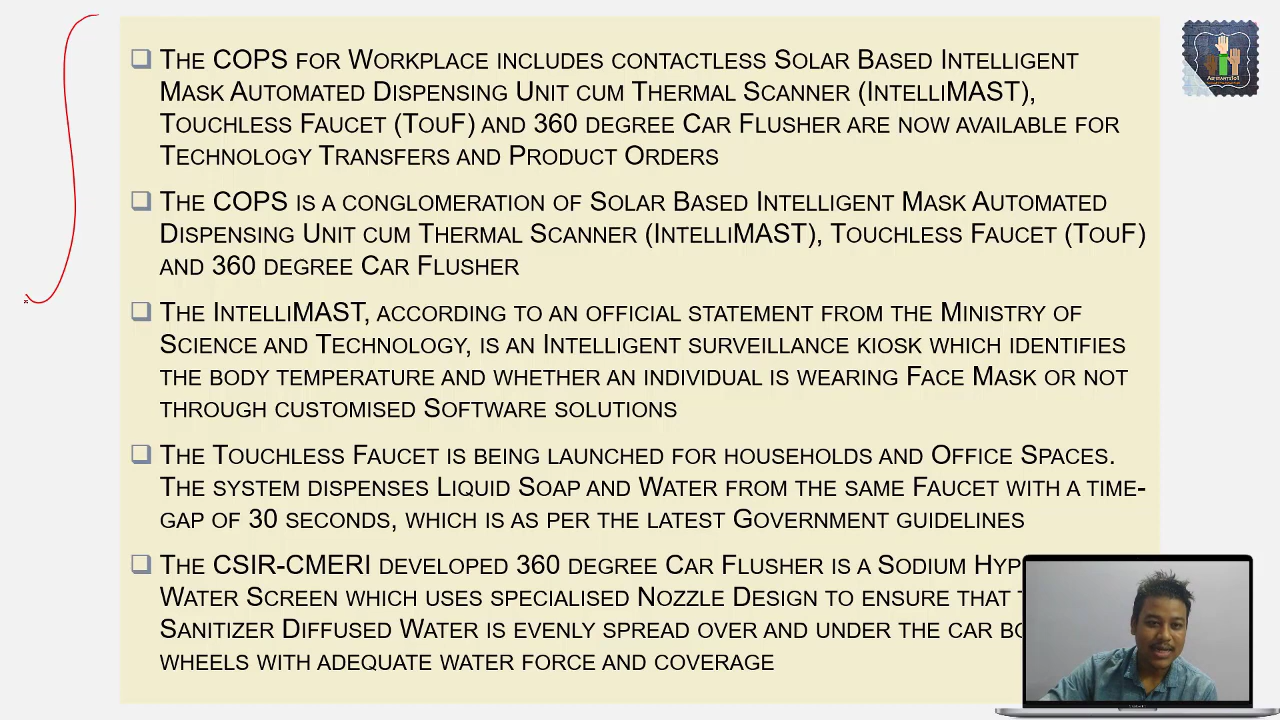 The COPS for Workplace includes contactless Solar Based Intelligent
Mask Automated Dispensing Unit cum Thermal Scanner (IntelliMAST),
Touchless Faucet (TouF) and 360 degree Car Flusher are now available for
Technology Transfers and Product Orders
The COPS is a conglomeration of Solar Based Intelligent Mask Automated
Dispensing Unit cum Thermal Scanner (IntelliMAST), Touchless Faucet (TouF)
and 360 degree Car Flusher
The IntelliMAST, according to an official statement from the Ministry of
Science and Technology, is an Intelligent surveillance kiosk which identifies
the body temperature and whether an individual is wearing Face Mask or not
through customised Software solutions
The Touchless Faucet is being launched for households and Office Spaces.
The system dispenses Liquid Soap and Water from the same Faucet with a time-
gap of 30 seconds, which is as per the latest Government guidelines
The CSIR-CMERI developed 360 degree Car Flusher is a Sodium
Water Screen which uses specialised Nozzle Design to ensure that
Sanitizer Diffused Water is evenly spread over and under the car
wheels with adequate water force and coverage